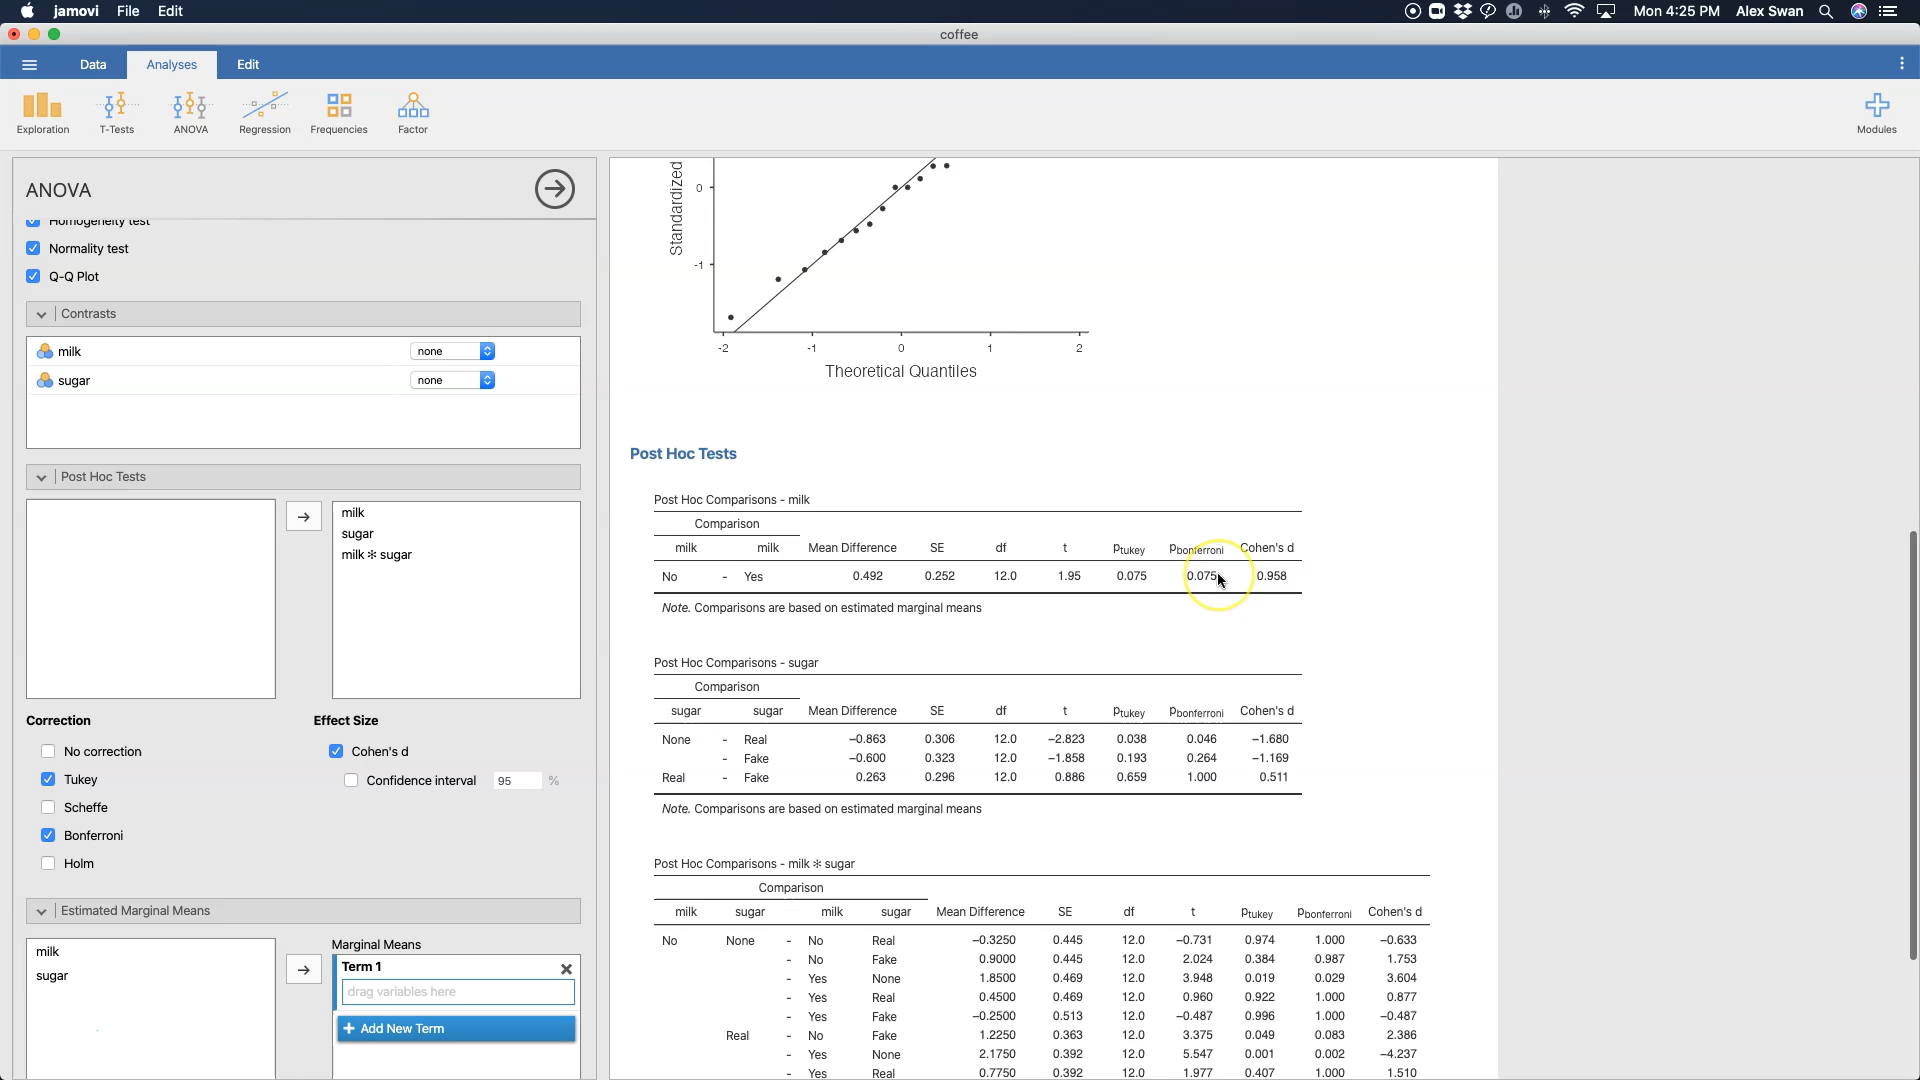 jamovi File Edit Mon 4:25 PM Alex Swan
coffee
Data Analyses Edit
Exploration T-Tests ANOVA Regression Frequencies Factor Modules
ANOVA
Homogeneity test
Normality test
Q-Q Plot
Contrasts
milk none
sugar none
Post Hoc Tests
milk
sugar
milk ✻ sugar
Correction Effect Size
No correction Cohen's d
Tukey Confidence interval 95 %
Scheffe
Bonferroni
Holm
Estimated Marginal Means
milk
sugar
Marginal Means
Term 1
drag variables here
Add New Term
Standardized
0
-1
-2 -1 0 1 2
Theoretical Quantiles
Post Hoc Tests
Post Hoc Comparisons - milk
Comparison
milk milk Mean Difference SE df t ptukey pbonferroni Cohen's d
No - Yes 0.492 0.252 12.0 1.95 0.075 0.075 0.958
Note. Comparisons are based on estimated marginal means
Post Hoc Comparisons - sugar
Comparison
sugar sugar Mean Difference SE df t ptukey pbonferroni Cohen's d
None - Real −0.863 0.306 12.0 −2.823 0.038 0.046 −1.680
- Fake −0.600 0.323 12.0 −1.858 0.193 0.264 −1.169
Real - Fake 0.263 0.296 12.0 0.886 0.659 1.000 0.511
Note. Comparisons are based on estimated marginal means
Post Hoc Comparisons - milk ✻ sugar
Comparison
milk sugar milk sugar Mean Difference SE df t ptukey pbonferroni Cohen's d
No None - No Real −0.3250 0.445 12.0 −0.731 0.974 1.000 −0.633
- No Fake 0.9000 0.445 12.0 2.024 0.384 0.987 1.753
- Yes None 1.8500 0.469 12.0 3.948 0.019 0.029 3.604
- Yes Real 0.4500 0.469 12.0 0.960 0.922 1.000 0.877
- Yes Fake −0.2500 0.513 12.0 −0.487 0.996 1.000 −0.487
Real - No Fake 1.2250 0.363 12.0 3.375 0.049 0.083 2.386
- Yes None 2.1750 0.392 12.0 5.547 0.001 0.002 −4.237
- Yes Real 0.7750 0.392 12.0 1.977 0.407 1.000 1.510